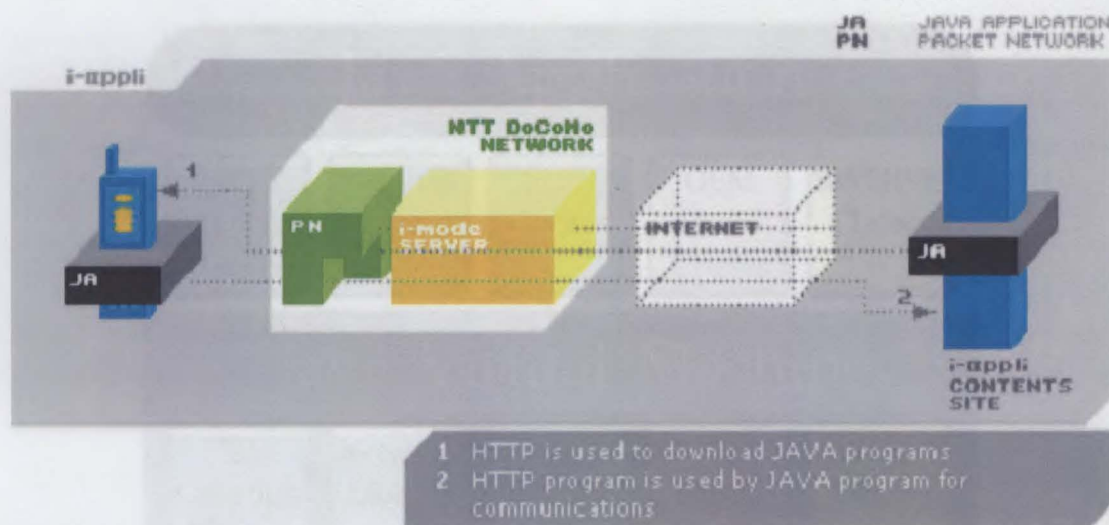 JA JAVA APPLICATION
PN PACKET NETWORK
i-appli
NTT DoCoMo
NETWORK
1
PN
i-mode
SERVER
INTERNET
JA
JA
2
i-appli
CONTENTS
SITE
1 HTTP is used to download JAVA programs
2 HTTP program is used by JAVA program for
communications